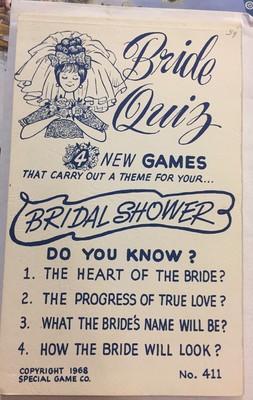 Bride
Quiz
4 NEW GAMES
THAT CARRY OUT A THEME FOR YOUR...
BRIDAL SHOWER
DO YOU KNOW?
1. THE HEART OF THE BRIDE?
2. THE PROGRESS OF TRUE LOVE?
3. WHAT THE BRIDE'S NAME WILL BE?
4. HOW THE BRIDE WILL LOOK?
COPYRIGHT 1968
SPECIAL GAME CO.
No. 411